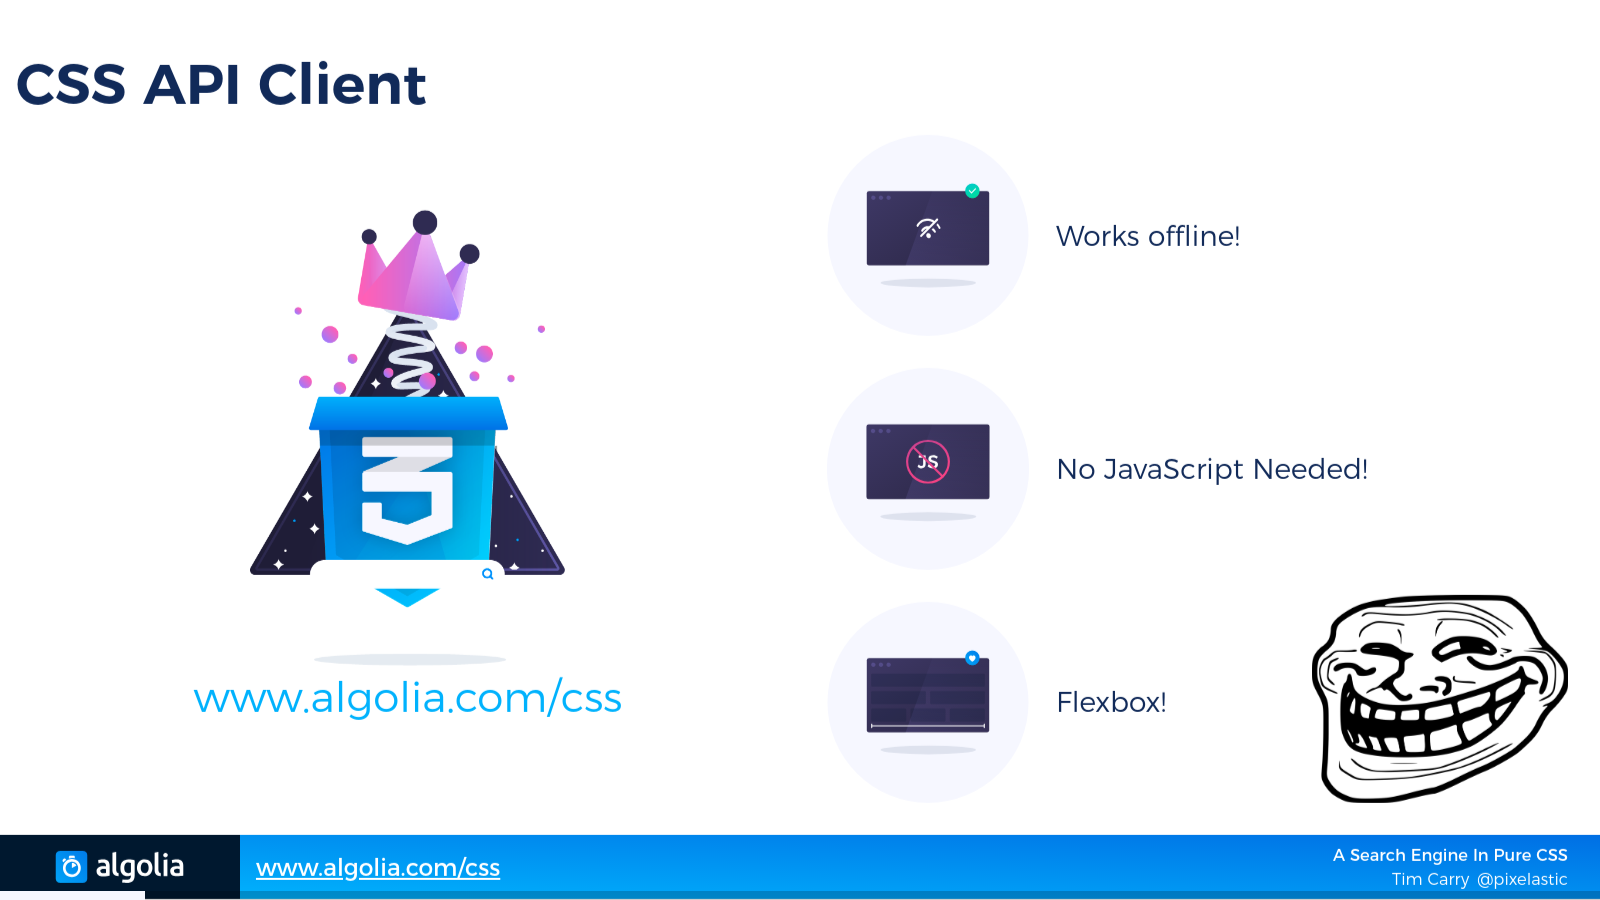 CSS API Client
Works offline!
JS
No JavaScript Needed!
Flexbox!
www.algolia.com/css
algolia
www.algolia.com/css
A Search Engine In Pure CSS
Tim Carry @pixelastic